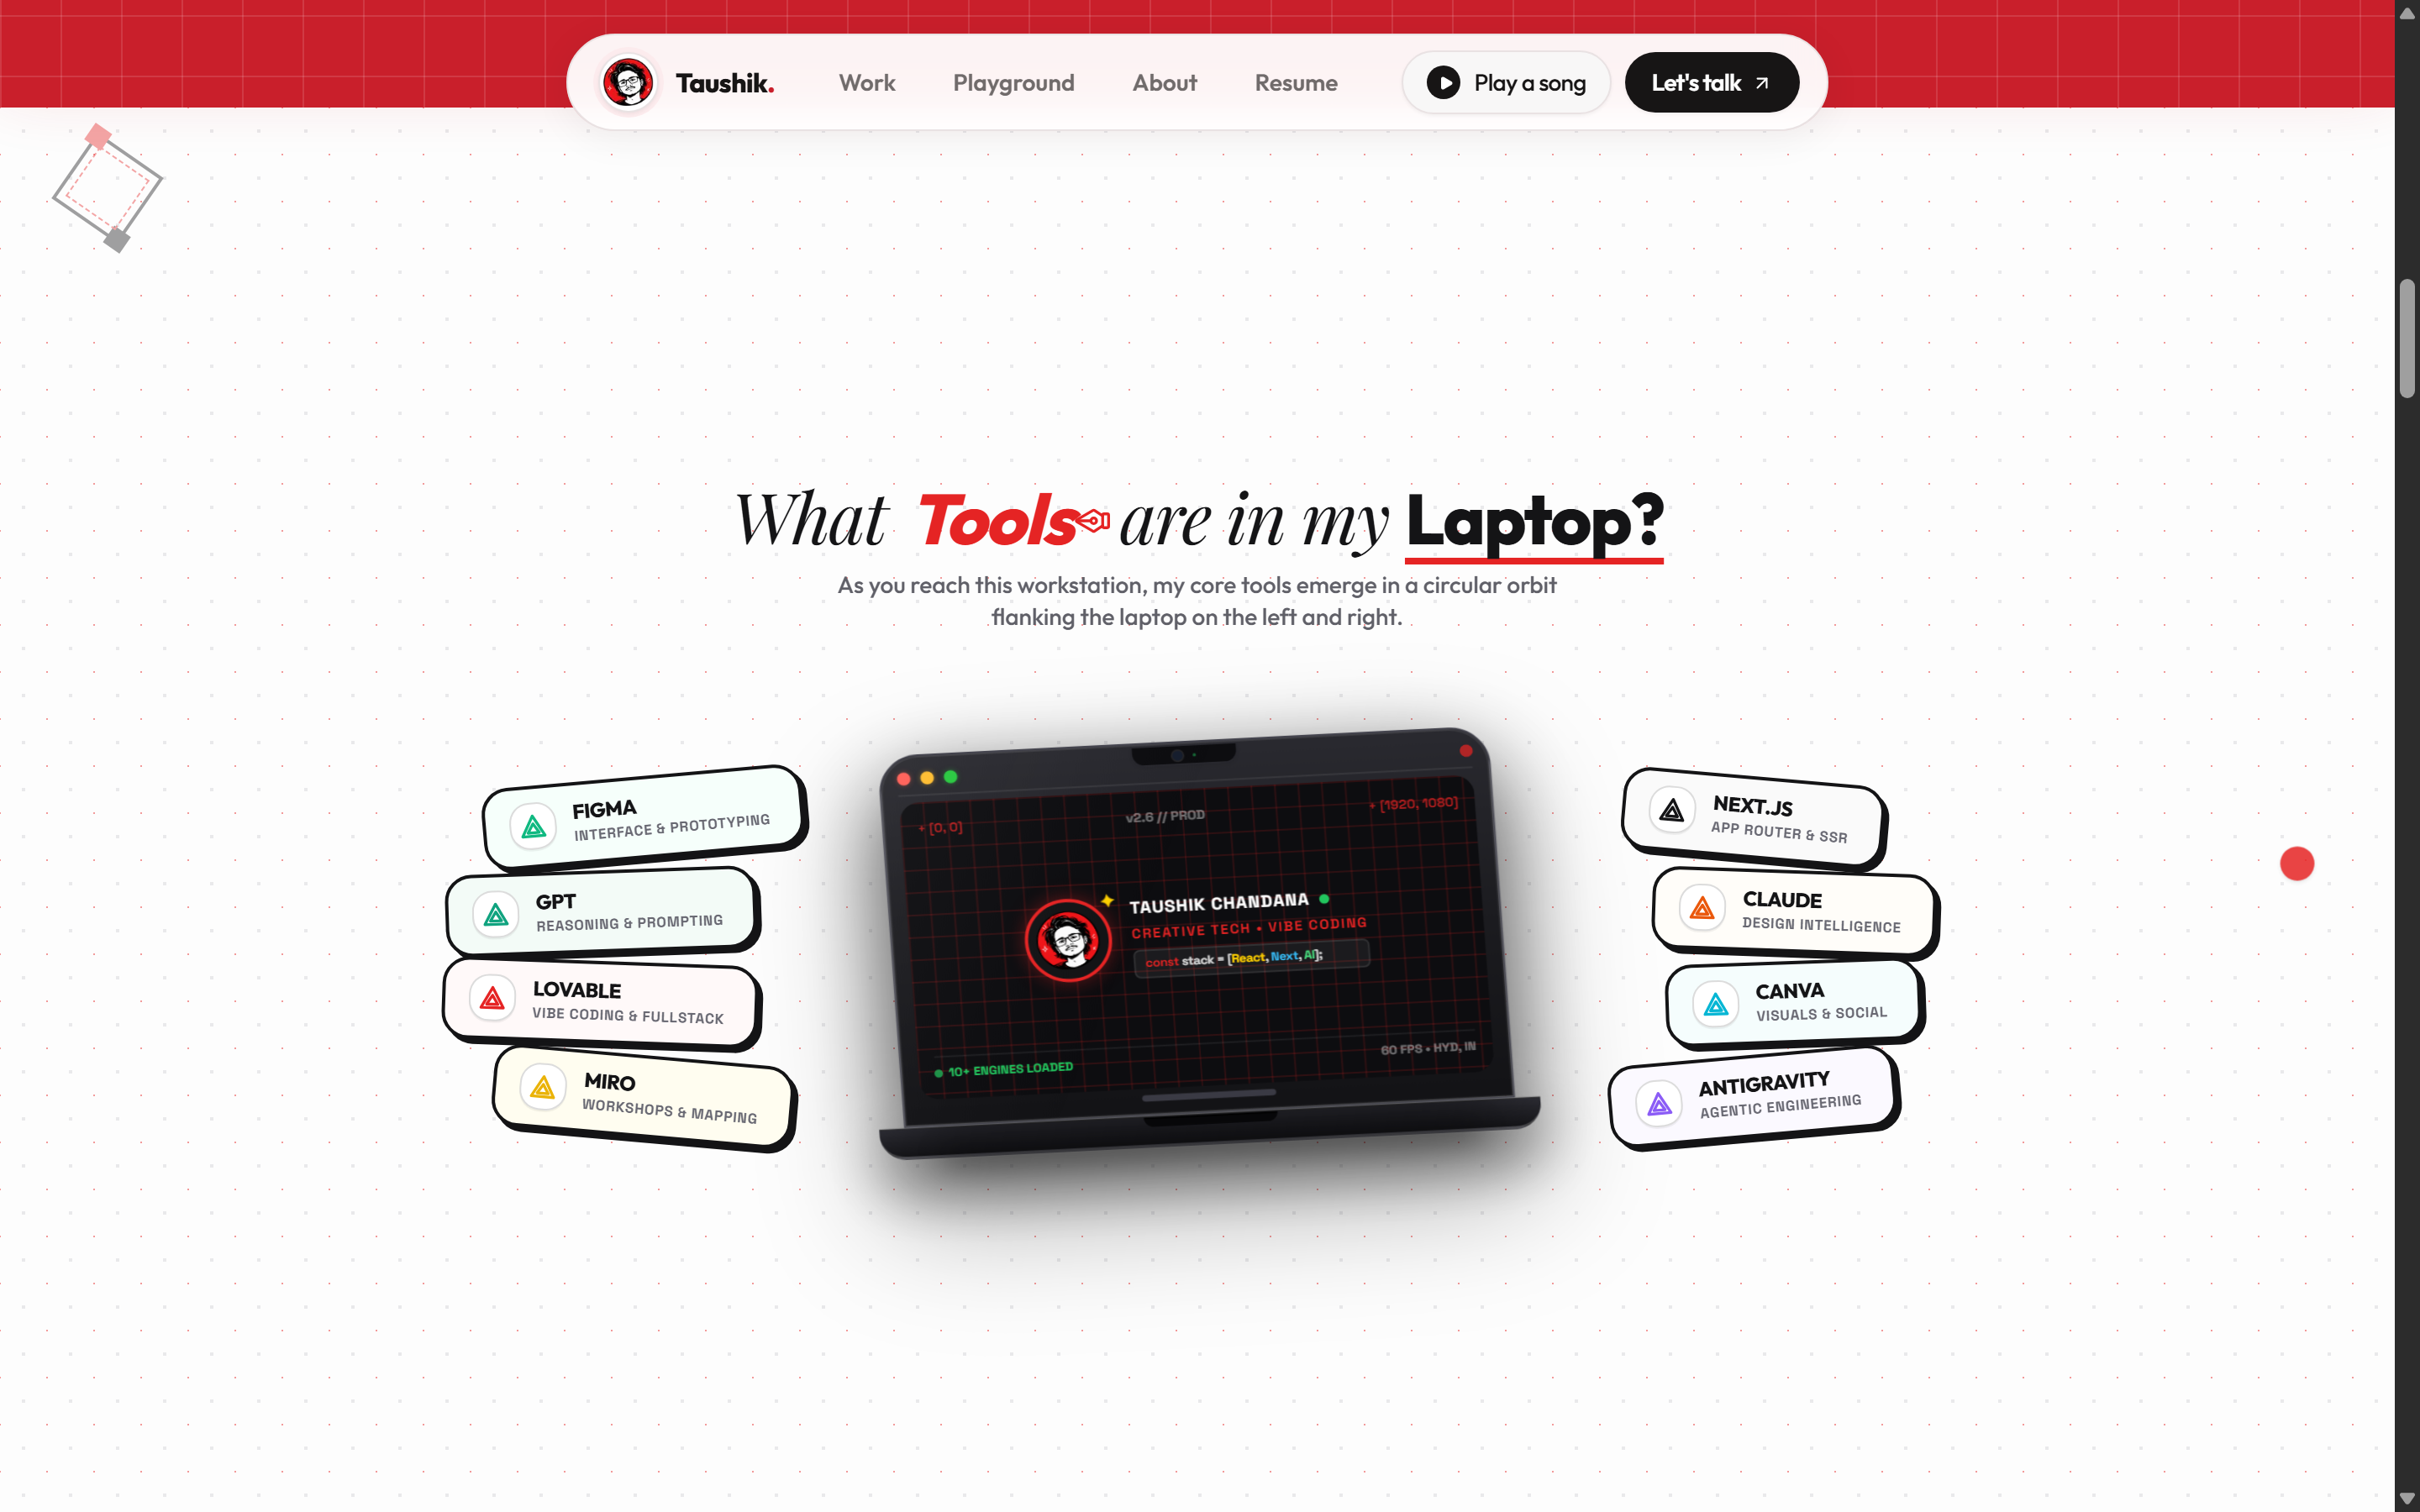 Taushik.
Work
Playground
About
Resume
Play a song
Let's talk
What Tools are in my Laptop?
As you reach this workstation, my core tools emerge in a circular orbit
flanking the laptop on the left and right.
FIGMA
INTERFACE & PROTOTYPING
GPT
REASONING & PROMPTING
LOVABLE
VIBE CODING & FULLSTACK
MIRO
WORKSHOPS & MAPPING
+ [0, 0]
v2.6 // PROD
+ [1920, 1080]
TAUSHIK CHANDANA
CREATIVE TECH • VIBE CODING
const stack = [React, Next, AI];
10+ ENGINES LOADED
60 FPS • HYD, IN
NEXT.JS
APP ROUTER & SSR
CLAUDE
DESIGN INTELLIGENCE
CANVA
VISUALS & SOCIAL
ANTIGRAVITY
AGENTIC ENGINEERING